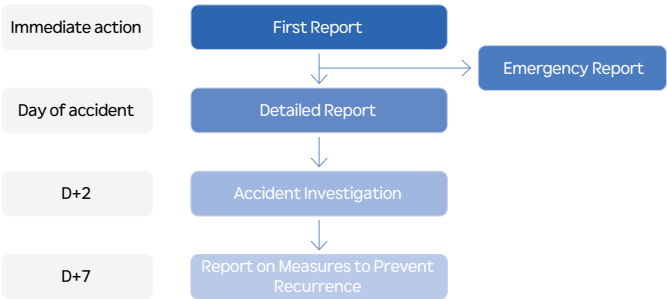 Immediate action
First Report
Emergency Report
Day of accident
Detailed Report
D+2
Accident Investigation
D+7
Report on Measures to Prevent
Recurrence